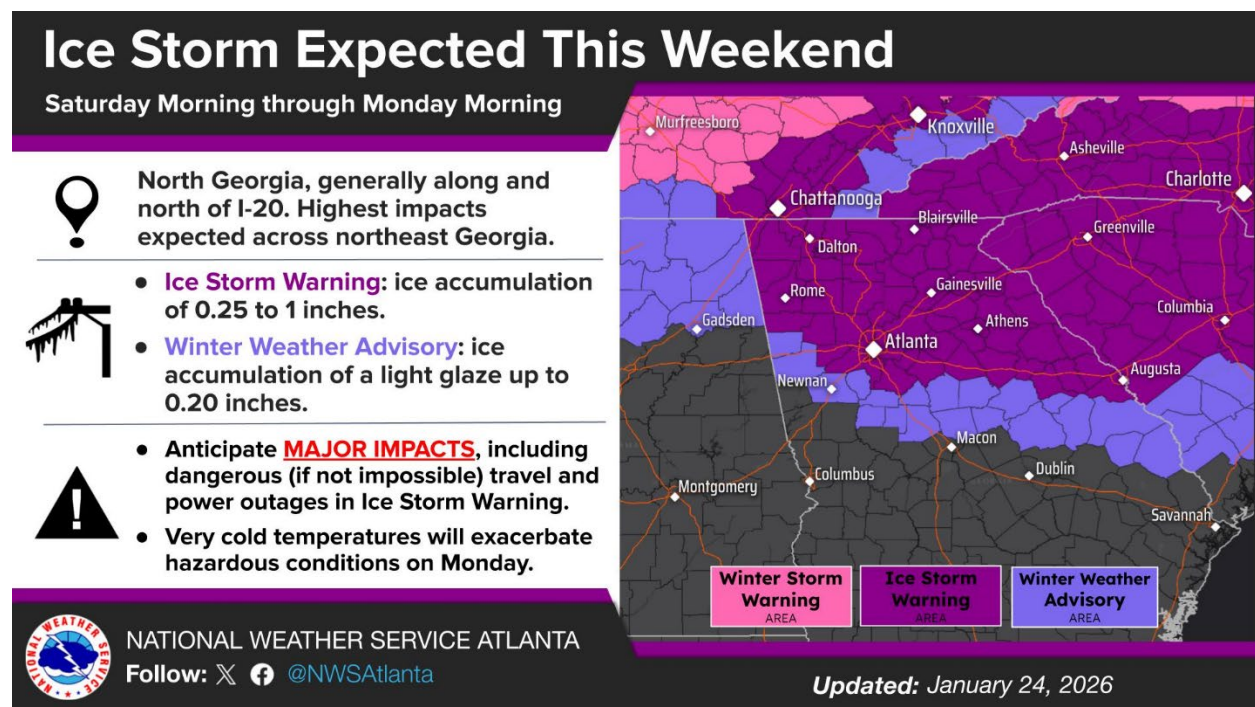 Ice Storm Expected This Weekend
Saturday Morning through Monday Morning
North Georgia, generally along and
north of I-20. Highest impacts
expected across northeast Georgia.
● Ice Storm Warning: ice accumulation
of 0.25 to 1 inches.
● Winter Weather Advisory: ice
accumulation of a light glaze up to
0.20 inches.
● Anticipate MAJOR IMPACTS, including
dangerous (if not impossible) travel and
power outages in Ice Storm Warning.
● Very cold temperatures will exacerbate
hazardous conditions on Monday.
Murfreesboro
Knoxville
Asheville
Charlotte
Chattanooga
Blairsville
Greenville
Dalton
Rome
Gainesville
Columbia
Gadsden
Athens
Atlanta
Augusta
Newnan
Macon
Columbus
Dublin
Montgomery
Savannah
Winter Storm
Warning
AREA
Ice Storm
Warning
AREA
Winter Weather
Advisory
AREA
NATIONAL WEATHER SERVICE
NATIONAL WEATHER SERVICE ATLANTA
Follow: @NWSAtlanta
Updated: January 24, 2026